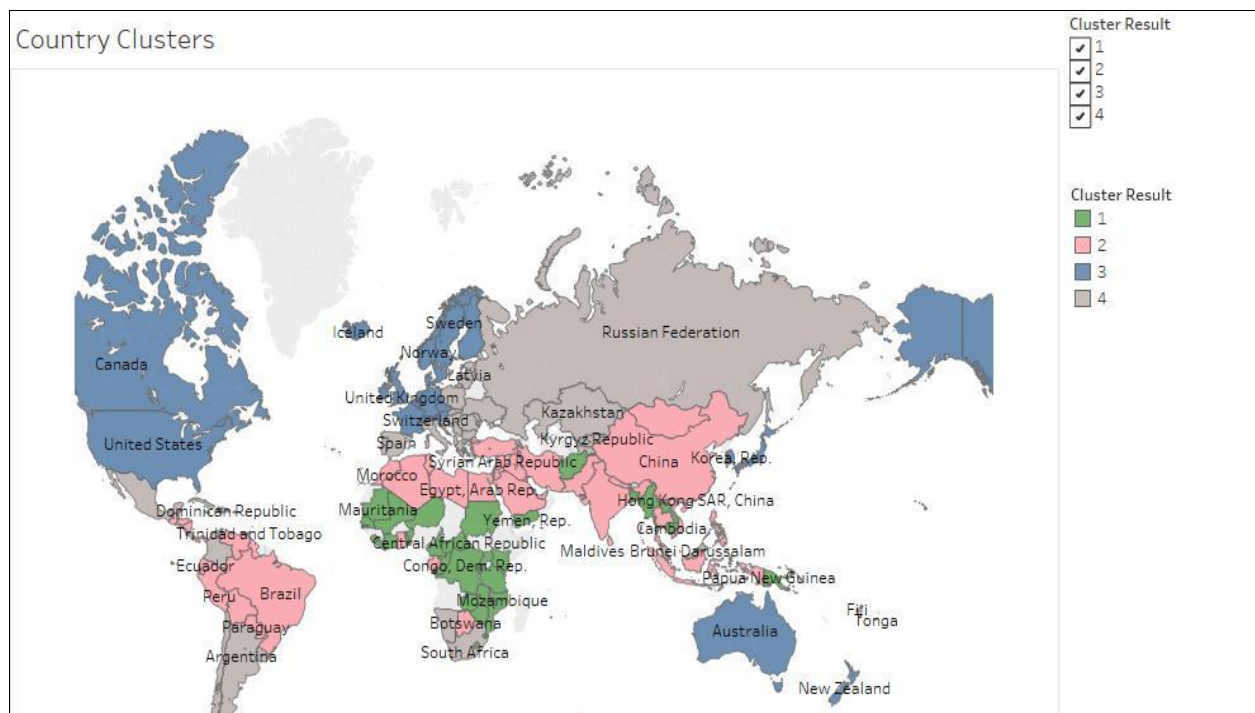 Country Clusters
Cluster Result
1
2
3
4
Cluster Result
1
2
3
4
Iceland
Sweden
Russian Federation
Norway
Canada
Latvia
United Kingdom
Kazakhstan
Switzerland
United States
Spain
Kyrgyz Republic
Syrian Arab Republic
China
Korea, Rep.
Morocco
Egypt, Arab Rep.
Hong Kong SAR, China
Dominican Republic
Mauritania
Yemen, Rep.
Cambodia
Trinidad and Tobago
Central African Republic
Maldives
Brunei Darussalam
Ecuador
Congo, Dem. Rep.
Papua New Guinea
Peru
Brazil
Mozambique
Fiji
Tonga
Paraguay
Botswana
Australia
Argentina
South Africa
New Zealand